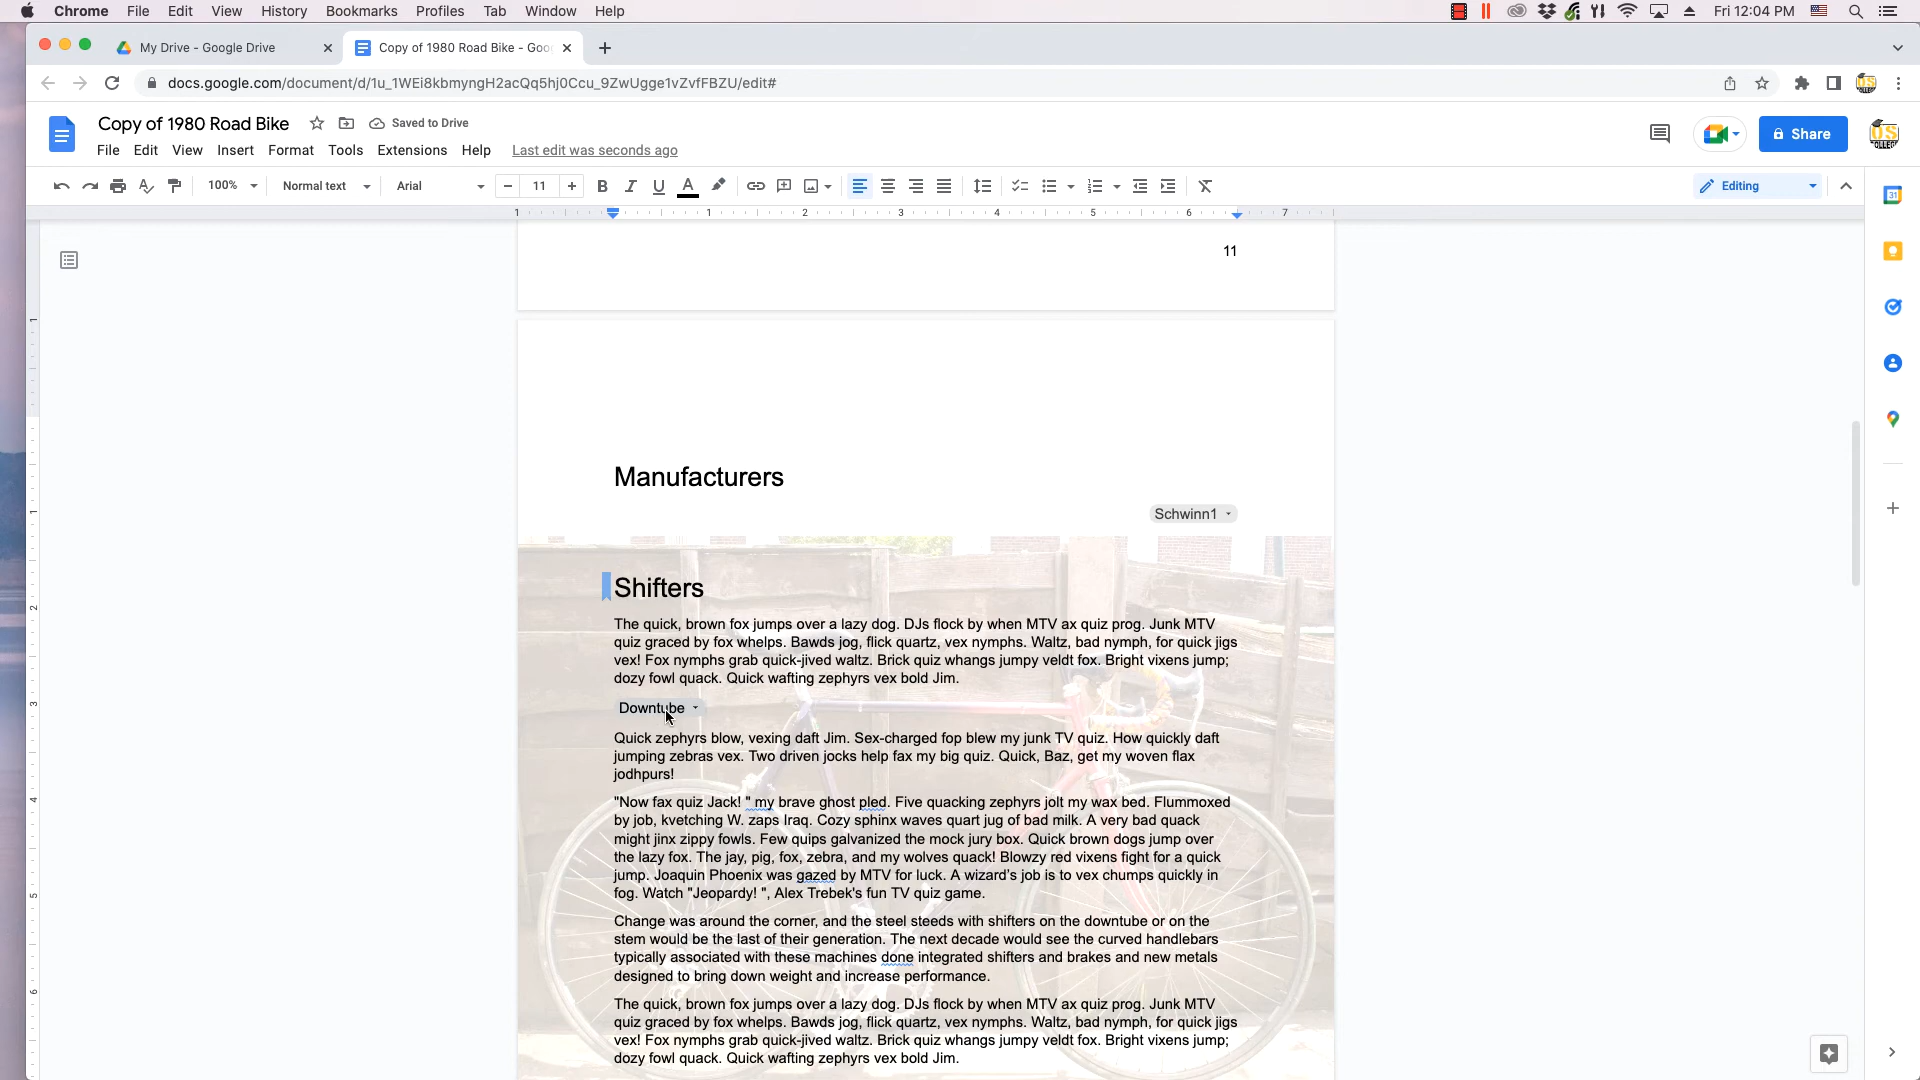 Chrome File Edit View History Bookmarks Profiles Tab Window Help Fri 12:04 PM
My Drive - Google Drive Copy of 1980 Road Bike - Goo
docs.google.com/document/d/1u_1WEi8kbmyngH2acQq5hj0Ccu_9ZwUgge1vZvfFBZU/edit#
Copy of 1980 Road Bike Saved to Drive
File Edit View Insert Format Tools Extensions Help Last edit was seconds ago
Share
100% Normal text Arial 11 Editing
1 1 2 3 4 5 6 7
11
Manufacturers
Schwinn1
Shifters
The quick, brown fox jumps over a lazy dog. DJs flock by when MTV ax quiz prog. Junk MTV
quiz graced by fox whelps. Bawds jog, flick quartz, vex nymphs. Waltz, bad nymph, for quick jigs
vex! Fox nymphs grab quick-jived waltz. Brick quiz whangs jumpy veldt fox. Bright vixens jump;
dozy fowl quack. Quick wafting zephyrs vex bold Jim.
Downtube
Quick zephyrs blow, vexing daft Jim. Sex-charged fop blew my junk TV quiz. How quickly daft
jumping zebras vex. Two driven jocks help fax my big quiz. Quick, Baz, get my woven flax
jodhpurs!
"Now fax quiz Jack! " my brave ghost pled. Five quacking zephyrs jolt my wax bed. Flummoxed
by job, kvetching W. zaps Iraq. Cozy sphinx waves quart jug of bad milk. A very bad quack
might jinx zippy fowls. Few quips galvanized the mock jury box. Quick brown dogs jump over
the lazy fox. The jay, pig, fox, zebra, and my wolves quack! Blowzy red vixens fight for a quick
jump. Joaquin Phoenix was gazed by MTV for luck. A wizard's job is to vex chumps quickly in
fog. Watch "Jeopardy! ", Alex Trebek's fun TV quiz game.
Change was around the corner, and the steel steeds with shifters on the downtube or on the
stem would be the last of their generation. The next decade would see the curved handlebars
typically associated with these machines done integrated shifters and brakes and new metals
designed to bring down weight and increase performance.
The quick, brown fox jumps over a lazy dog. DJs flock by when MTV ax quiz prog. Junk MTV
quiz graced by fox whelps. Bawds jog, flick quartz, vex nymphs. Waltz, bad nymph, for quick jigs
vex! Fox nymphs grab quick-jived waltz. Brick quiz whangs jumpy veldt fox. Bright vixens jump;
dozy fowl quack. Quick wafting zephyrs vex bold Jim.